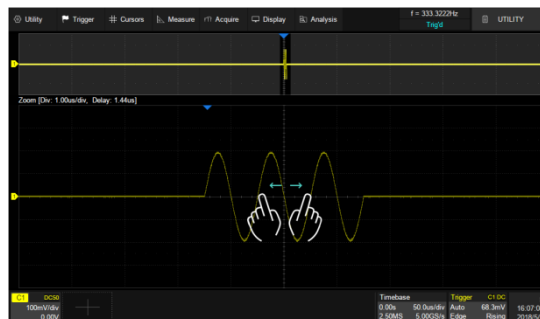 Utility Trigger Cursors Measure Acquire Display Analysis
f = 333.3222Hz
Trig'd
UTILITY
Zoom [Div: 1.00us/div, Delay: 1.44us]
C1 DC50
100mV/div
0.00V
Timebase
0.00s 50.0us/div
2.50MS 5.00GS/s
Trigger C1 DC
Auto 68.3mV
Edge Rising
16:07:0